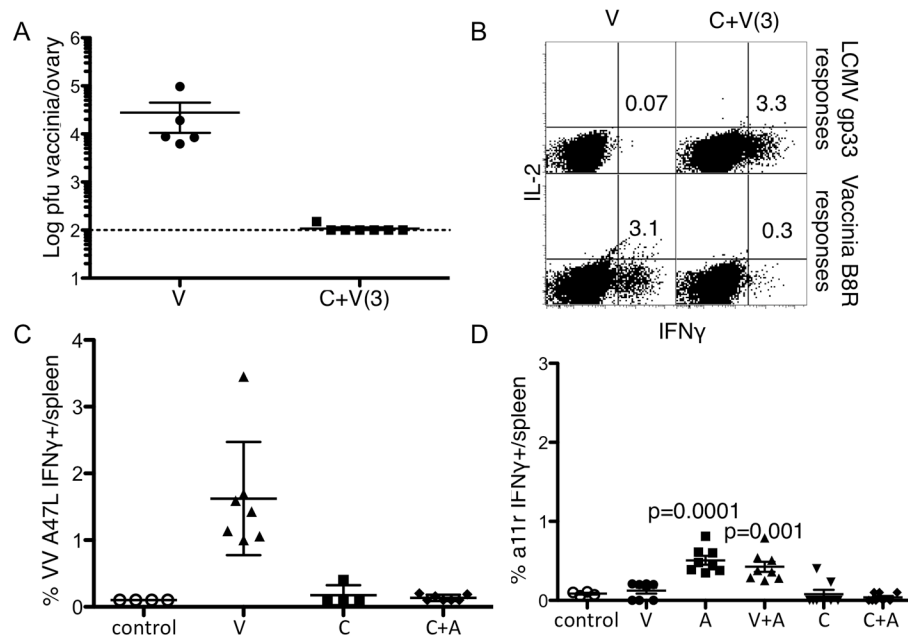 A
Log pfu vaccinia/ovary
6
5
4
3
2
1
V
C+V(3)
B
V
C+V(3)
0.07
3.3
3.1
0.3
IL-2
IFNγ
LCMV gp33
responses
Vaccinia B8R
responses
C
% VV A47L IFNγ+/spleen
4
3
2
1
0
control
V
C
C+A
D
% a11r IFNγ+/spleen
3
2
1
0
p=0.0001
p=0.001
control
V
A
V+A
C
C+A